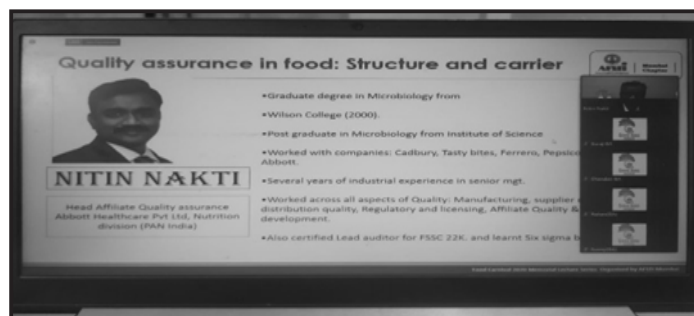 Quality assurance in food: Structure and carrier
AFSTI
Mumbai
Chapter
NITIN NAKTI
Head Affiliate Quality assurance
Abbott Healthcare Pvt Ltd, Nutrition
division (PAN India)
•Graduate degree in Microbiology from
•Wilson College (2000).
•Post graduate in Microbiology from Institute of Science
•Worked with companies: Cadbury, Tasty bites, Ferrero, Pepsico
Abbott.
•Several years of industrial experience in senior mgt.
•Worked across all aspects of Quality: Manufacturing, supplier
distribution quality, Regulatory and licensing, Affiliate Quality &
development.
•Also certified Lead auditor for FSSC 22K. and learnt Six sigma b